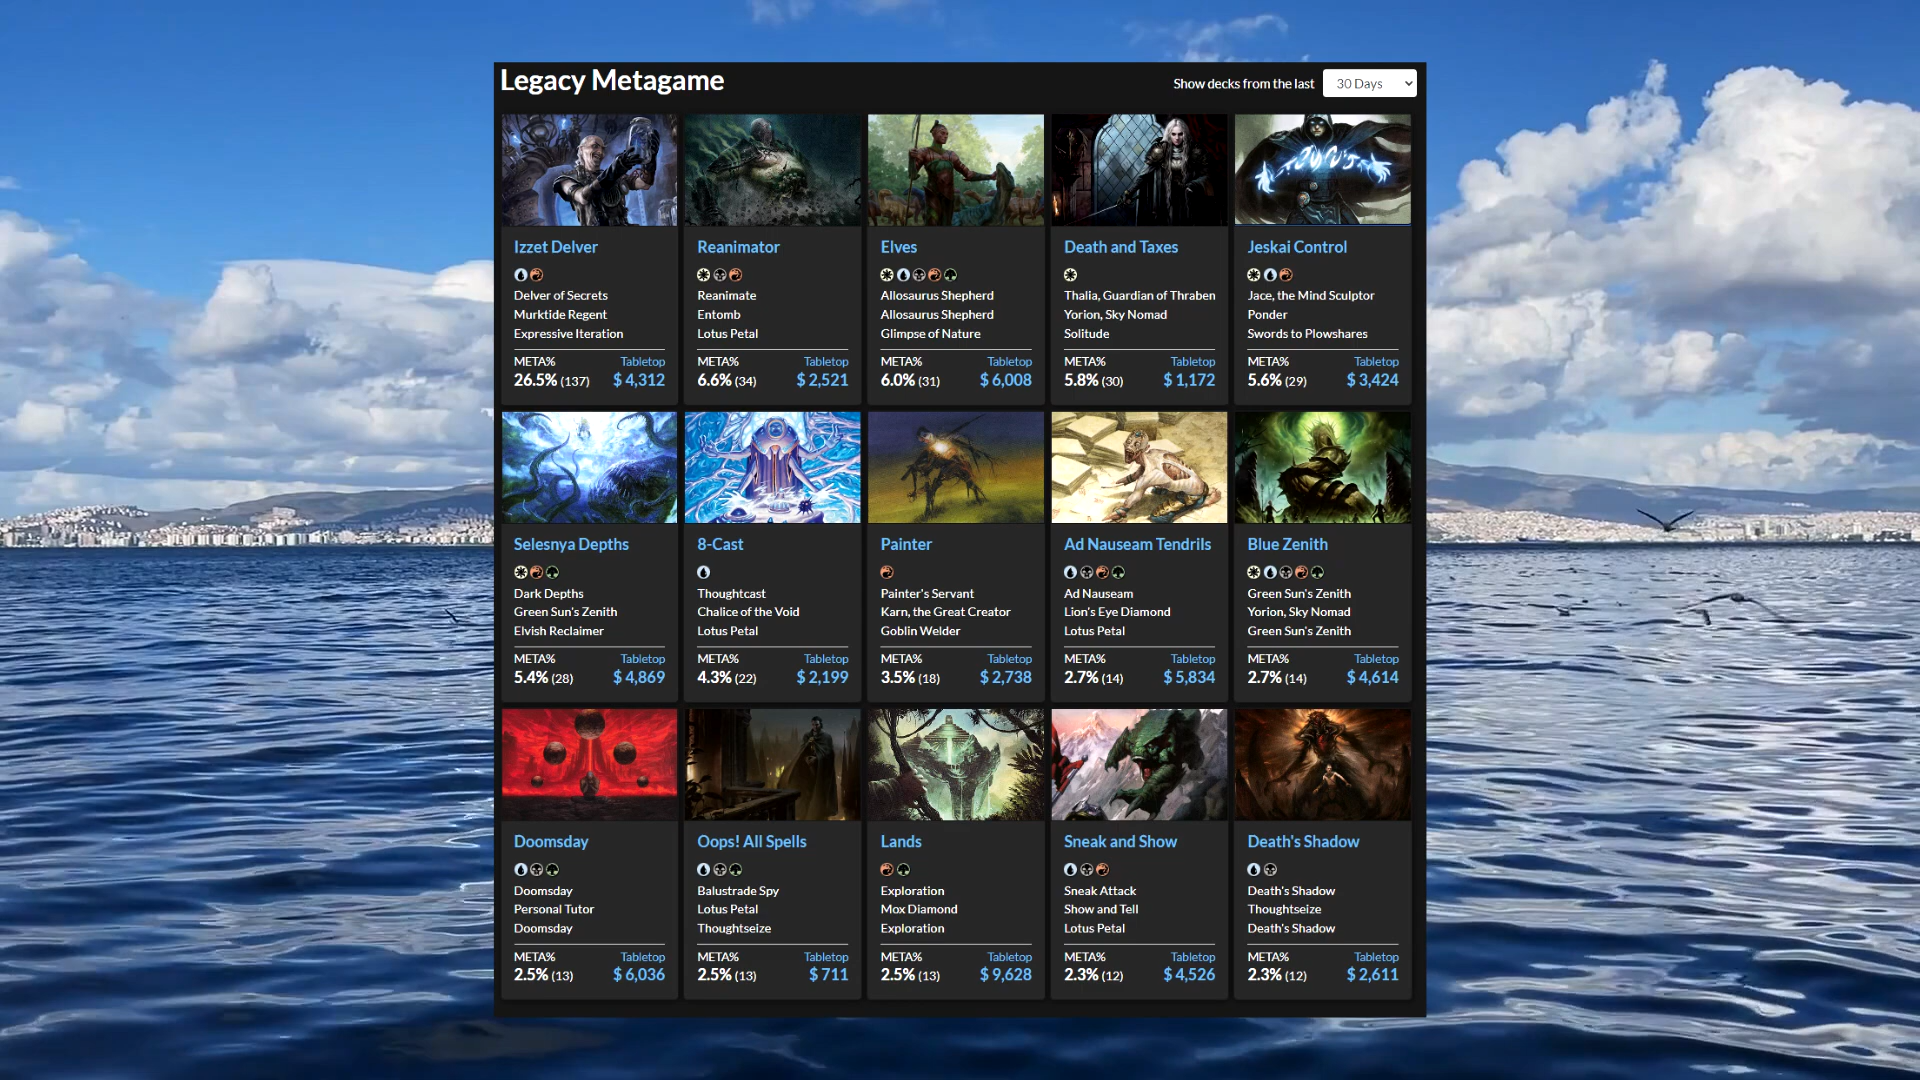 Legacy Metagame
Show decks from the last 30 Days
Izzet Delver
Delver of Secrets
Murktide Regent
Expressive Iteration
META% Tabletop
26.5% (137) $ 4,312
Reanimator
Reanimate
Entomb
Lotus Petal
META% Tabletop
6.6% (34) $ 2,521
Elves
Allosaurus Shepherd
Allosaurus Shepherd
Glimpse of Nature
META% Tabletop
6.0% (31) $ 6,008
Death and Taxes
Thalia, Guardian of Thraben
Yorion, Sky Nomad
Solitude
META% Tabletop
5.8% (30) $ 1,172
Jeskai Control
Jace, the Mind Sculptor
Ponder
Swords to Plowshares
META% Tabletop
5.6% (29) $ 3,424
Selesnya Depths
Dark Depths
Green Sun's Zenith
Elvish Reclaimer
META% Tabletop
5.4% (28) $ 4,869
8-Cast
Thoughtcast
Chalice of the Void
Lotus Petal
META% Tabletop
4.3% (22) $ 2,199
Painter
Painter's Servant
Karn, the Great Creator
Goblin Welder
META% Tabletop
3.5% (18) $ 2,738
Ad Nauseam Tendrils
Ad Nauseam
Lion's Eye Diamond
Lotus Petal
META% Tabletop
2.7% (14) $ 5,834
Blue Zenith
Green Sun's Zenith
Yorion, Sky Nomad
Green Sun's Zenith
META% Tabletop
2.7% (14) $ 4,614
Doomsday
Doomsday
Personal Tutor
Doomsday
META% Tabletop
2.5% (13) $ 6,036
Oops! All Spells
Balustrade Spy
Lotus Petal
Thoughtseize
META% Tabletop
2.5% (13) $ 711
Lands
Exploration
Mox Diamond
Exploration
META% Tabletop
2.5% (13) $ 9,628
Sneak and Show
Sneak Attack
Show and Tell
Lotus Petal
META% Tabletop
2.3% (12) $ 4,526
Death's Shadow
Death's Shadow
Thoughtseize
Death's Shadow
META% Tabletop
2.3% (12) $ 2,611